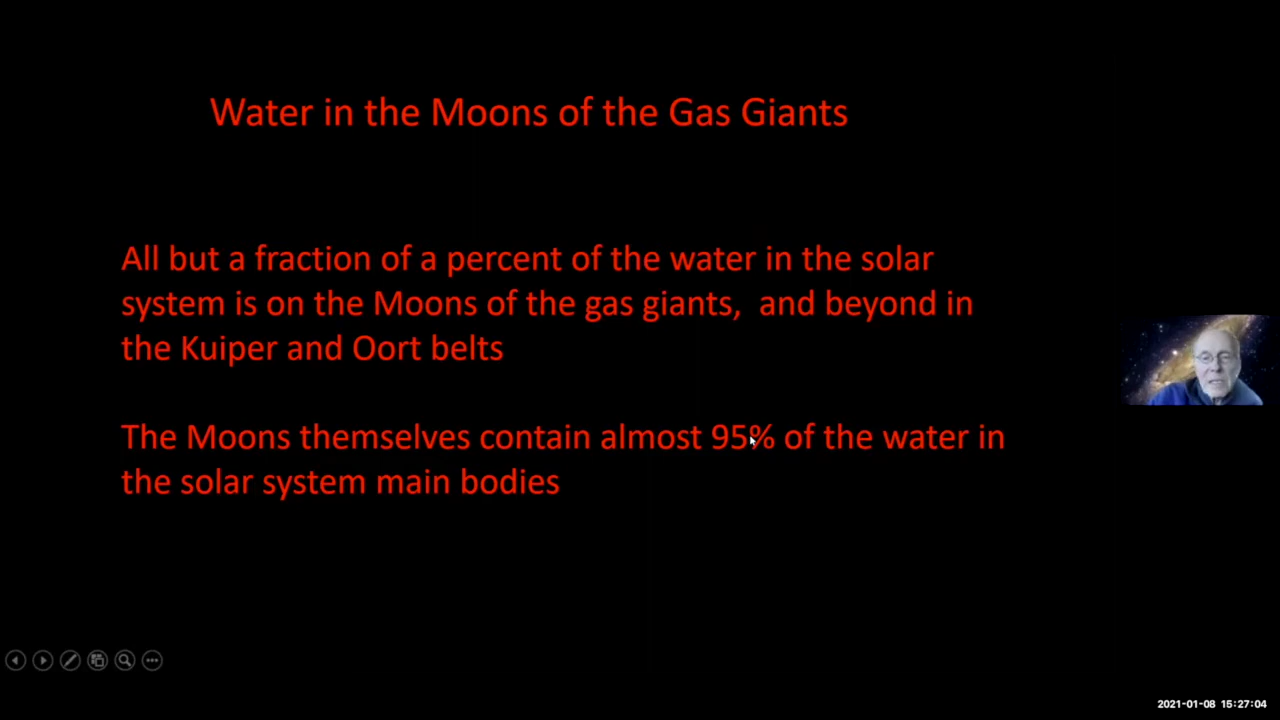 Water in the Moons of the Gas Giants
All but a fraction of a percent of the water in the solar
system is on the Moons of the gas giants,  and beyond in
the Kuiper and Oort belts
The Moons themselves contain almost 95% of the water in
the solar system main bodies
2021-01-08 15:27:04